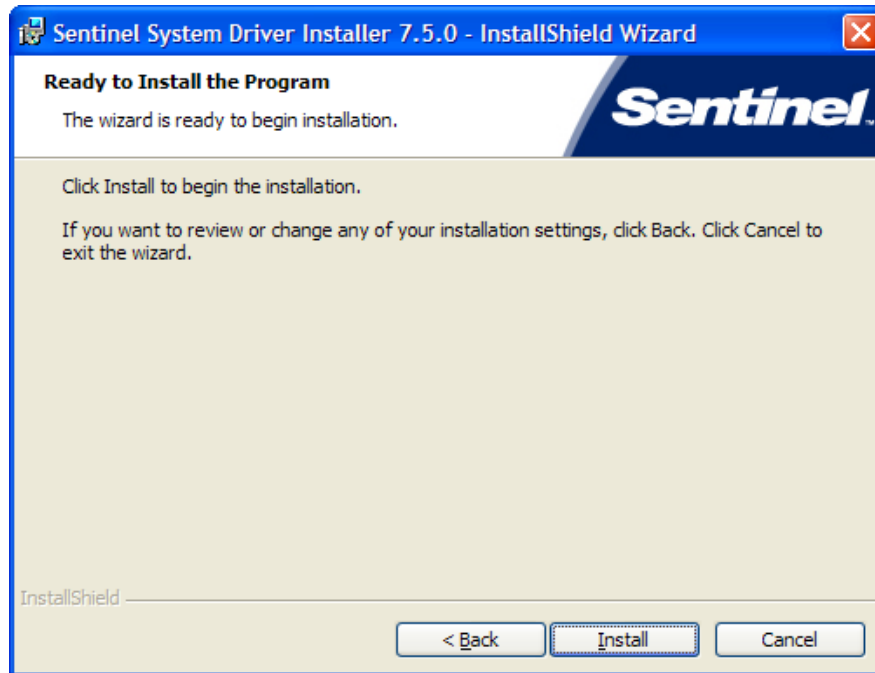 Sentinel System Driver Installer 7.5.0 - InstallShield Wizard
Ready to Install the Program
The wizard is ready to begin installation.
Sentinel™
Click Install to begin the installation.
If you want to review or change any of your installation settings, click Back. Click Cancel to
exit the wizard.
InstallShield
< Back
Install
Cancel